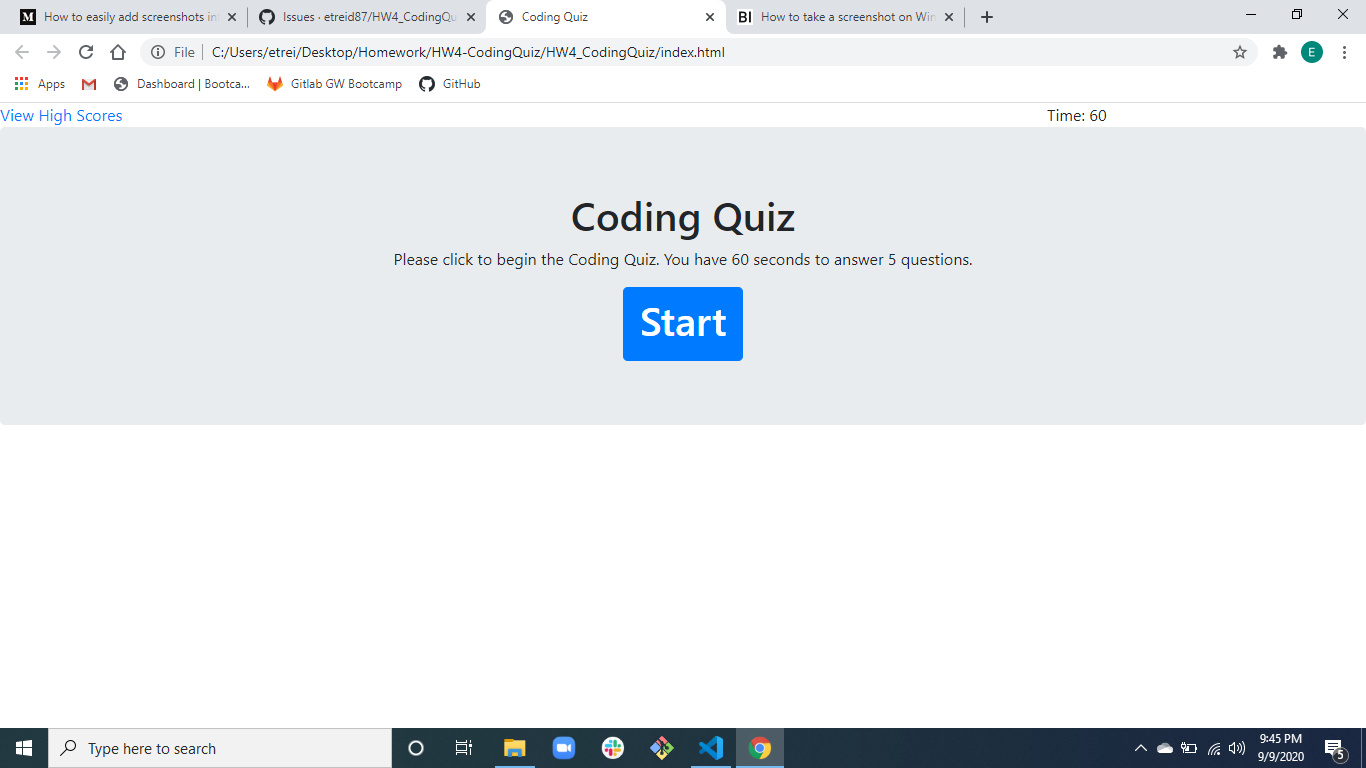 M How to easily add screenshots in
Issues · etreid87/HW4_CodingQu
Coding Quiz
BI How to take a screenshot on Win
File C:/Users/etrei/Desktop/Homework/HW4-CodingQuiz/HW4_CodingQuiz/index.html
E
Apps
Dashboard | Bootca...
Gitlab GW Bootcamp
GitHub
View High Scores
Time: 60
Coding Quiz
Please click to begin the Coding Quiz. You have 60 seconds to answer 5 questions.
Start
Type here to search
9:45 PM
9/9/2020
5